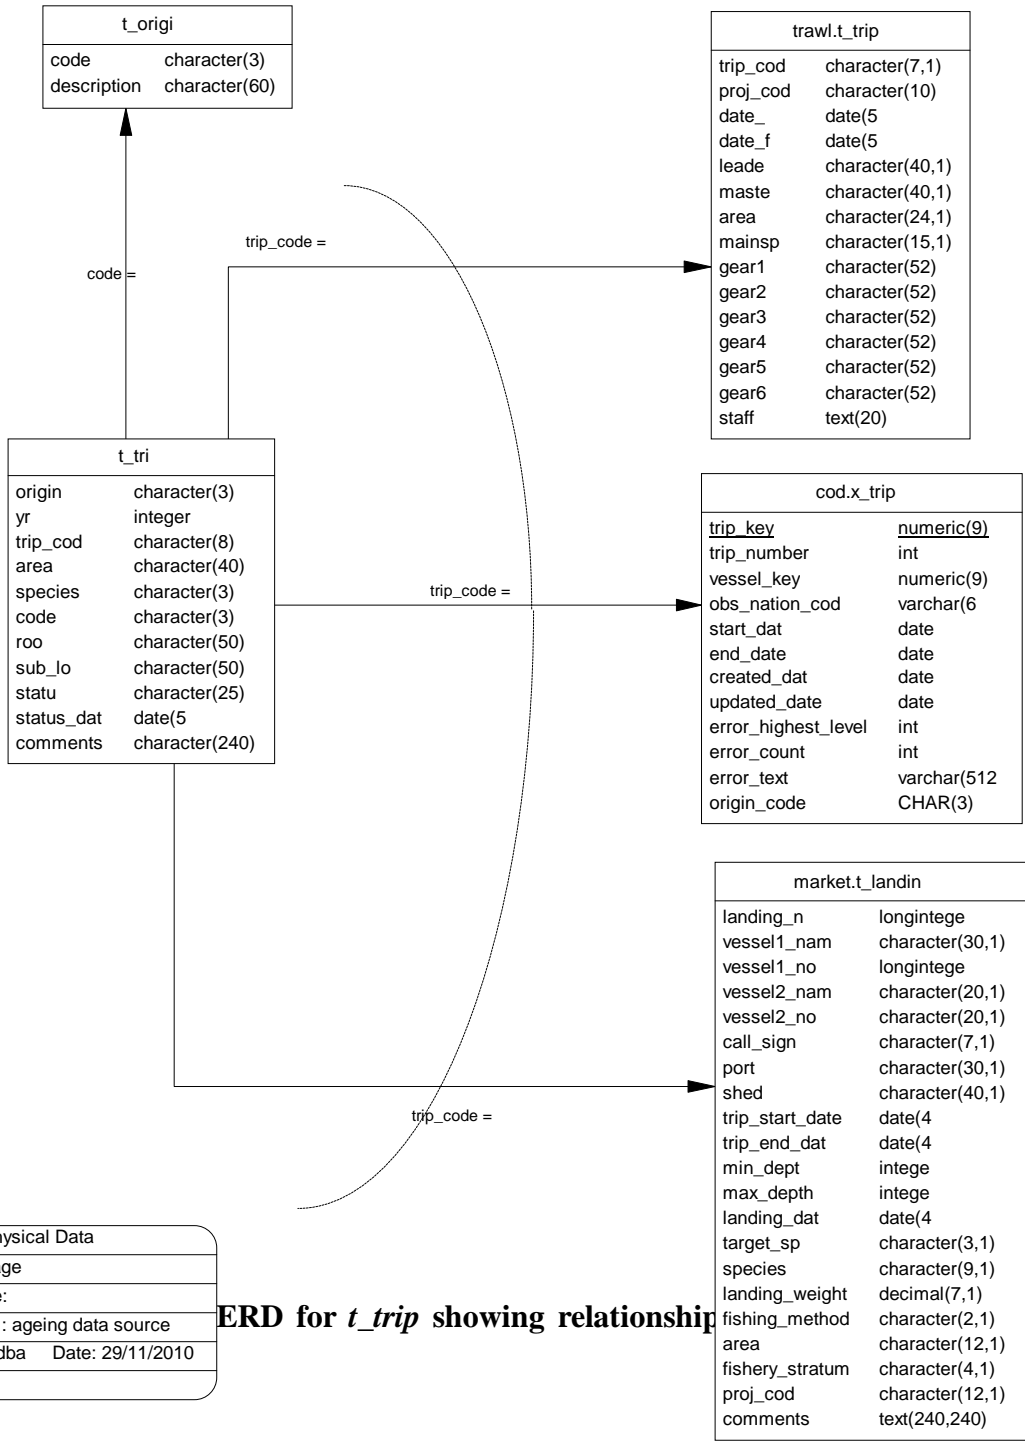 t_origi
code character(3)
description character(60)
code =
trip_code =
trawl.t_trip
trip_cod character(7,1)
proj_cod character(10)
date_ date(5
date_f date(5
leade character(40,1)
maste character(40,1)
area character(24,1)
mainsp character(15,1)
gear1 character(52)
gear2 character(52)
gear3 character(52)
gear4 character(52)
gear5 character(52)
gear6 character(52)
staff text(20)
t_tri
origin character(3)
yr integer
trip_cod character(8)
area character(40)
species character(3)
code character(3)
roo character(50)
sub_lo character(50)
statu character(25)
status_dat date(5
comments character(240)
trip_code =
cod.x_trip
trip_key numeric(9)
trip_number int
vessel_key numeric(9)
obs_nation_cod varchar(6
start_dat date
end_date date
created_dat date
updated_date date
error_highest_level int
error_count int
error_text varchar(512
origin_code CHAR(3)
trip_code =
market.t_landin
landing_n longintege
vessel1_nam character(30,1)
vessel1_no longintege
vessel2_nam character(20,1)
vessel2_no character(20,1)
call_sign character(7,1)
port character(30,1)
shed character(40,1)
trip_start_date date(4
trip_end_dat date(4
min_dept intege
max_depth intege
landing_dat date(4
target_sp character(3,1)
species character(9,1)
landing_weight decimal(7,1)
fishing_method character(2,1)
area character(12,1)
fishery_stratum character(4,1)
proj_cod character(12,1)
comments text(240,240)
ysical Data
ge
:
: ageing data source
dba Date: 29/11/2010
ERD for t_trip showing relationship